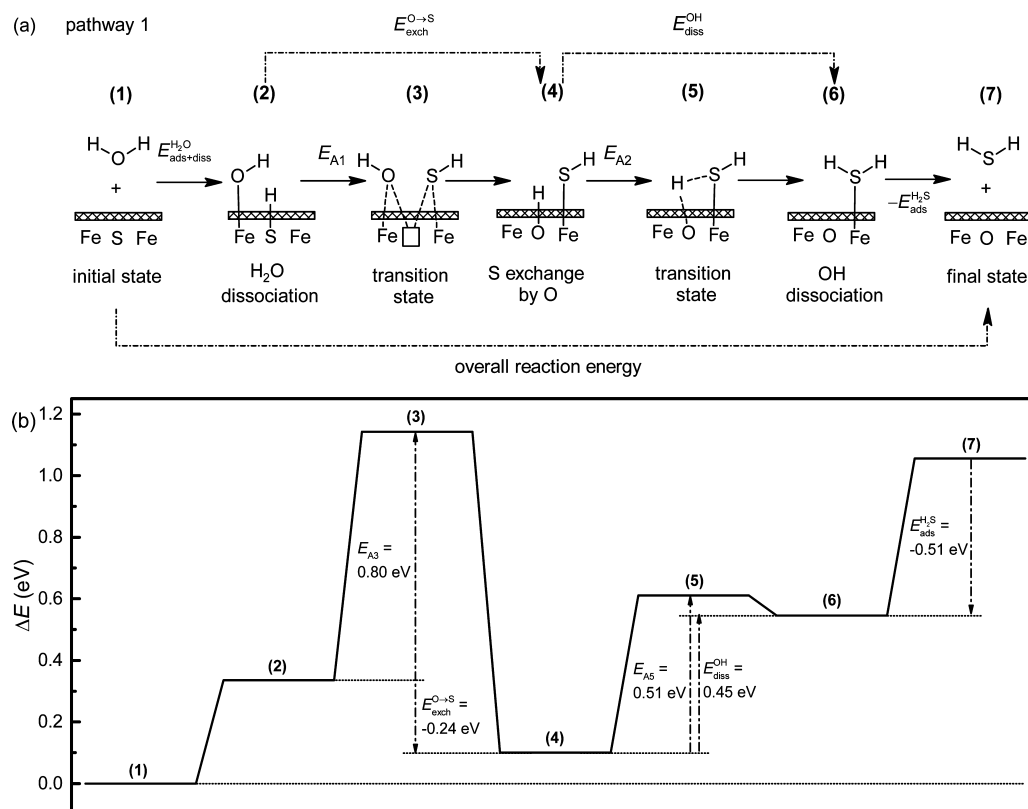 (a) pathway 1
E_exch^O→S E_diss^OH
(1) (2) (3) (4) (5) (6) (7)
H O H
+
E_ads+diss^H2O
O H
H
E_A1
H O S H
H
S H
E_A2
H S H
H S H
−E_ads^H2S
H S H
+
Fe S Fe
Fe S Fe
Fe Fe
Fe O Fe
Fe O Fe
Fe O Fe
Fe O Fe
initial state
H2O
dissociation
transition
state
S exchange
by O
transition
state
OH
dissociation
final state
overall reaction energy
(b)
ΔE (eV)
1.2
1.0
0.8
0.6
0.4
0.2
0.0
(1)
(2)
(3)
E_A3 =
0.80 eV
E_exch^O→S =
-0.24 eV
(4)
(5)
E_A5 =
0.51 eV
E_diss^OH =
0.45 eV
(6)
(7)
E_ads^H2S =
-0.51 eV